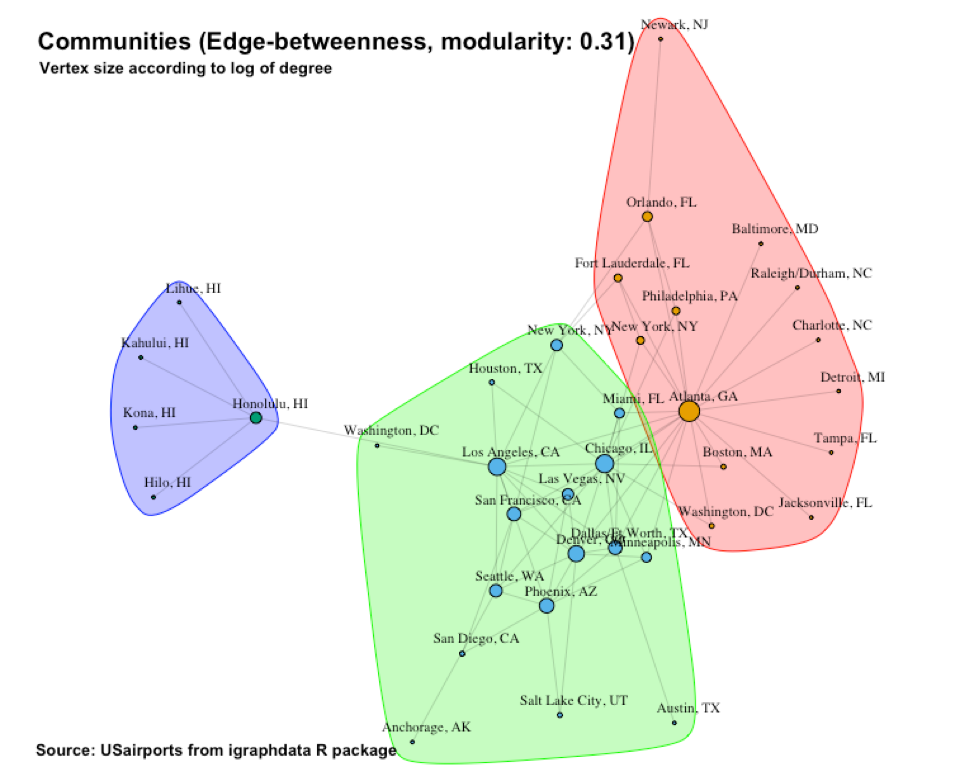 Newark, NJ
Communities (Edge-betweenness, modularity: 0.31)
Vertex size according to log of degree
Orlando, FL
Baltimore, MD
Fort Lauderdale, FL
Raleigh/Durham, NC
Lihue, HI
Philadelphia, PA
New York, NY
New York, NY
Charlotte, NC
Kahului, HI
Houston, TX
Detroit, MI
Miami, FL
Atlanta, GA
Honolulu, HI
Kona, HI
Washington, DC
Tampa, FL
Los Angeles, CA
Chicago, IL
Boston, MA
Las Vegas, NV
Hilo, HI
San Francisco, CA
Jacksonville, FL
Washington, DC
Dallas/Ft Worth, TX
Denver, CO
Minneapolis, MN
Seattle, WA
Phoenix, AZ
San Diego, CA
Salt Lake City, UT
Austin, TX
Anchorage, AK
Source: USairports from igraphdata R package